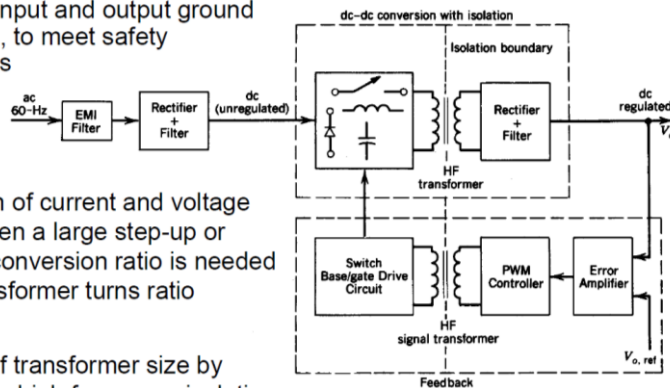 nput and output ground
, to meet safety
s
n of current and voltage
en a large step-up or
conversion ratio is needed
sformer turns ratio
f transformer size by
dc-dc conversion with isolation
Isolation boundary
ac
60-Hz
EMI
Filter
Rectifier
+
Filter
dc
(unregulated)
HF
transformer
Rectifier
+
Filter
dc
regulated
Switch
Base/gate Drive
Circuit
HF
signal transformer
PWM
Controller
Error
Amplifier
Vo, ref
Feedback